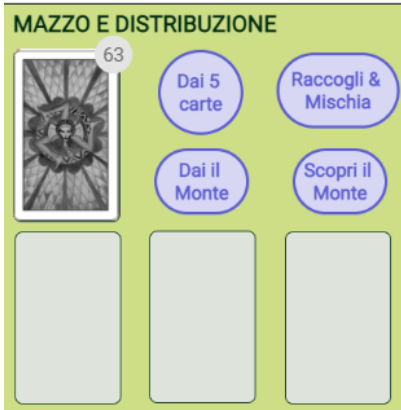 MAZZO E DISTRIBUZIONE
63
Dai 5
carte
Raccogli &
Mischia
Dai il
Monte
Scopri il
Monte